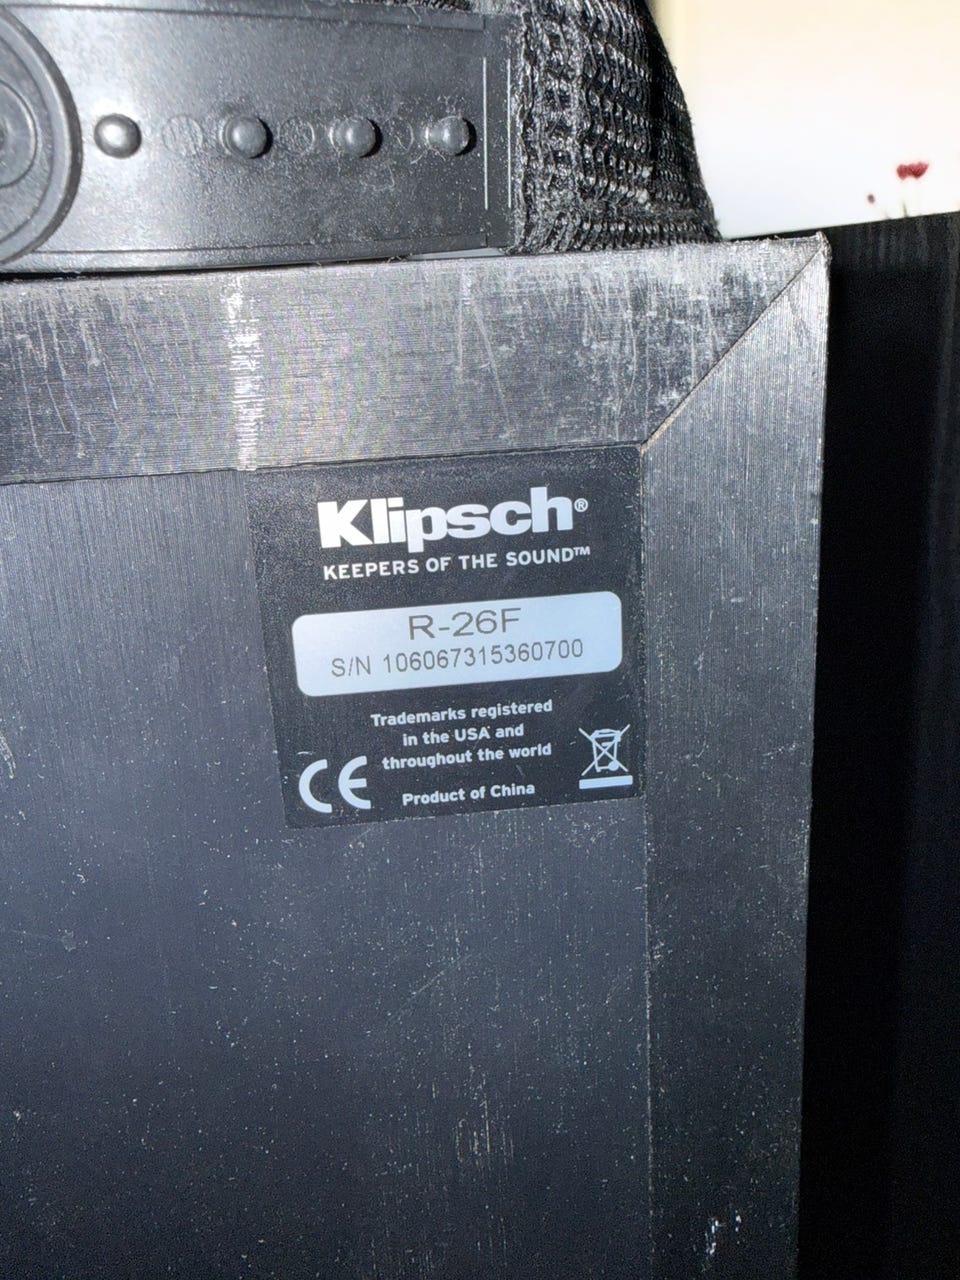 Klipsch®
KEEPERS OF THE SOUND™
R-26F
S/N 106067315360700
Trademarks registered
in the USA and
throughout the world
CE
Product of China